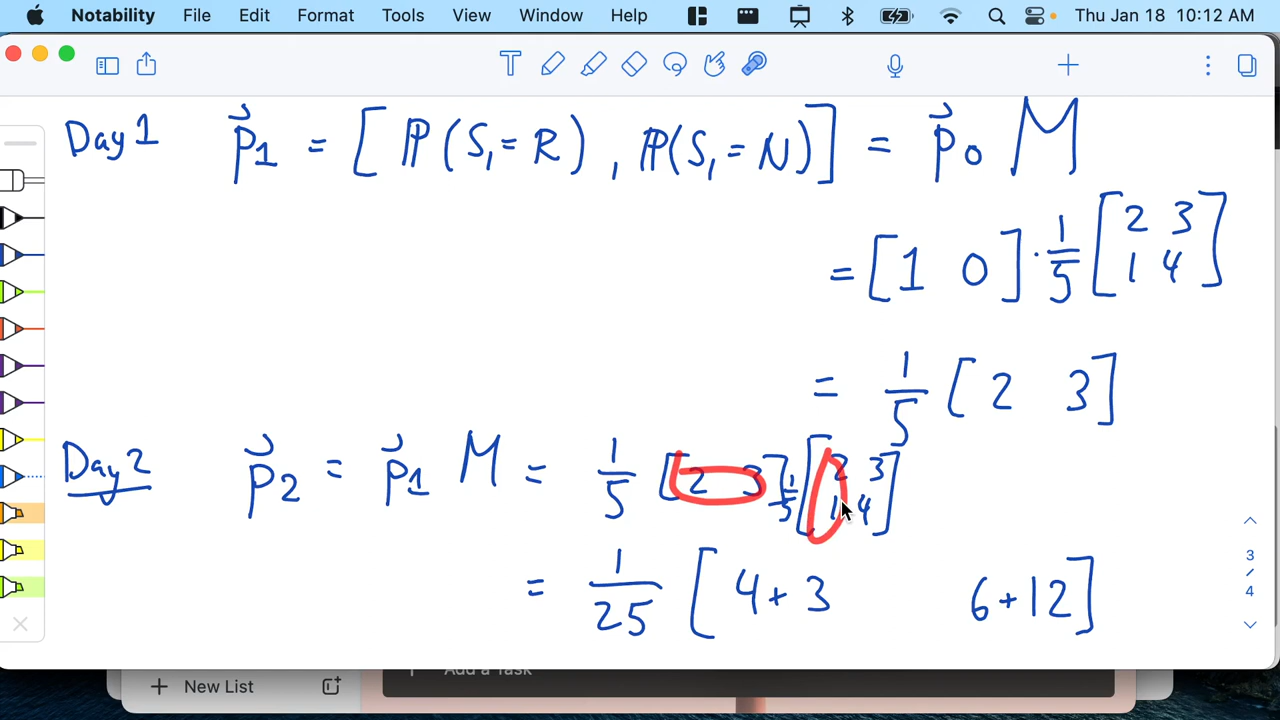 Notability File Edit Format Tools View Window Help Thu Jan 18 10:12 AM
Day 1 p⃗1 = [ ℙ(S1 = R) , ℙ(S1 = N) ] = p⃗0 M
= [ 1 0 ] · 1/5 [ 2 3
1 4 ]
= 1/5 [ 2 3 ]
Day 2 p⃗2 = p⃗1 M = 1/5 [ 2 3 ] 1/5 [ 2 3
1 4 ]
= 1/25 [ 4+3 6+12 ]
3
/
4
Add a Task
+ New List